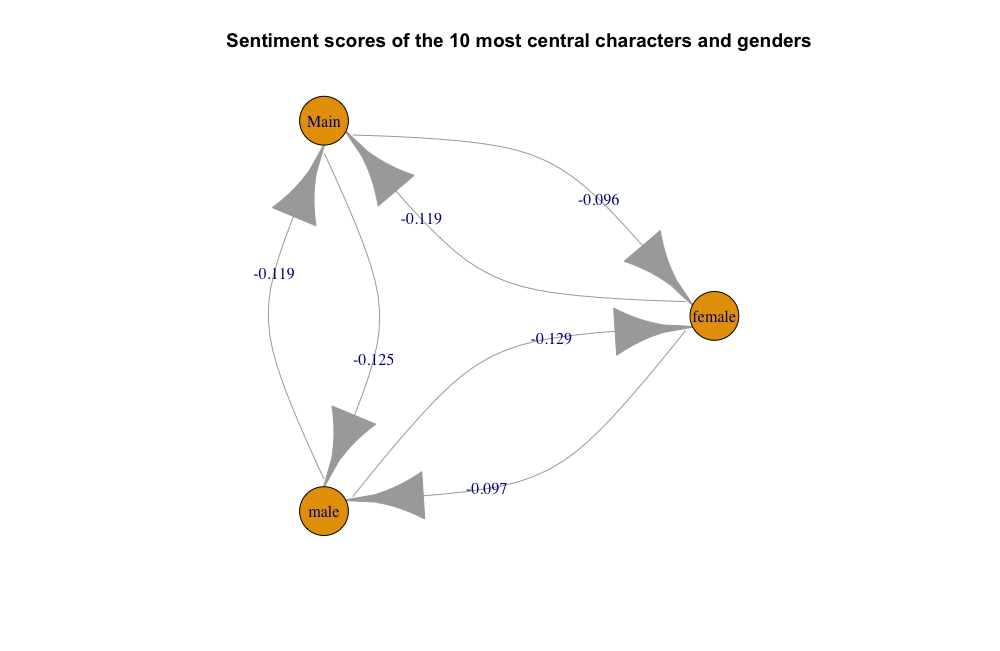 Sentiment scores of the 10 most central characters and genders
Main
-0.096
-0.119
-0.119
female
-0.129
-0.125
-0.097
male